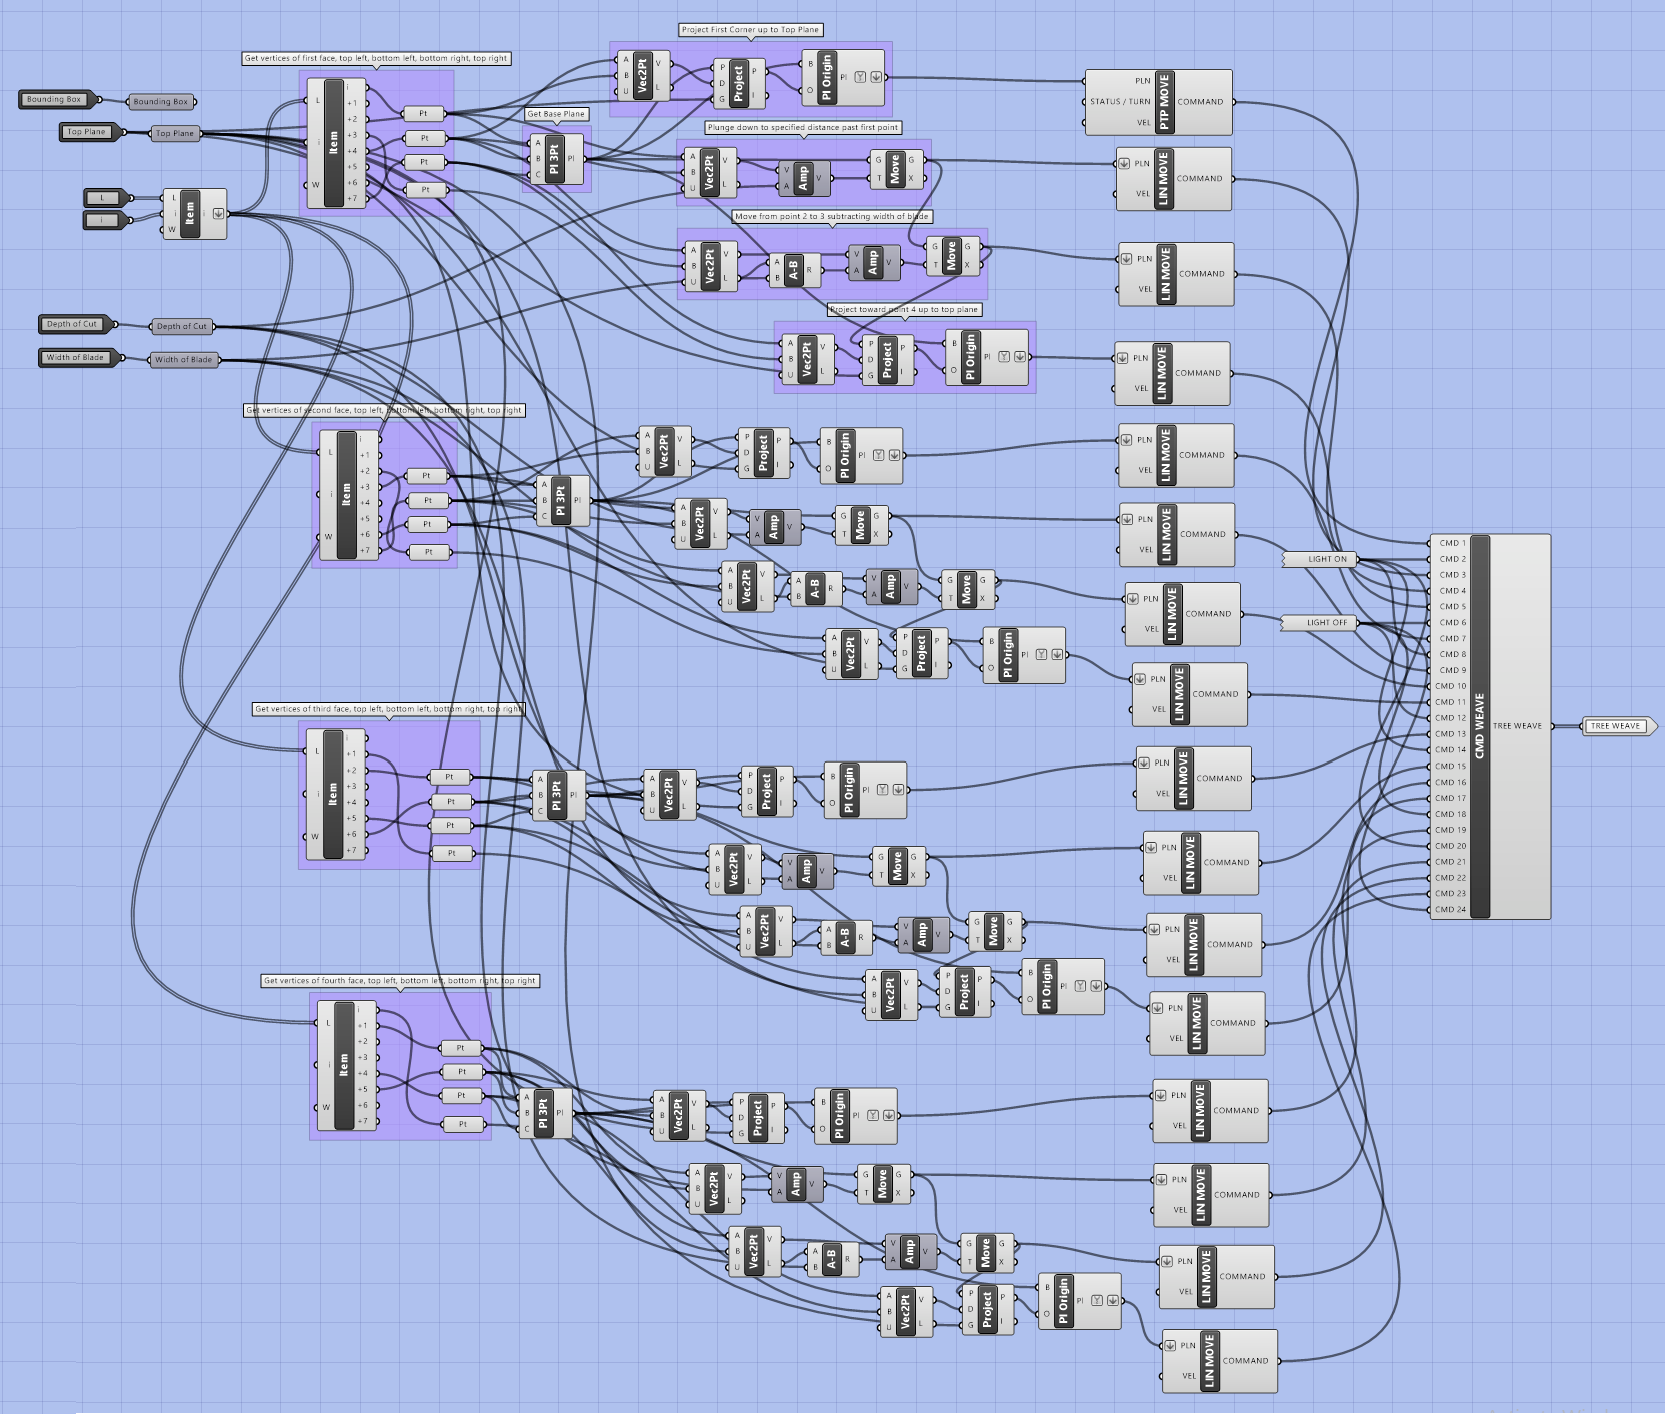 Project First Corner up to Top Plane
Get vertices of first face, top left, bottom left, bottom right, top right
Vec2Pt A B U V L
Project P D G P I
Pl Origin B O Pl
PTP MOVE PLN STATUS / TURN VEL COMMAND
Bounding Box
Bounding Box
Top Plane
Top Plane
Item L i W i +1 +2 +3 +4 +5 +6 +7
Pt
Pt
Pt
Pt
Get Base Plane
Pl 3Pt A B C Pl
Plunge down to specified distance past first point
Vec2Pt A B U V L
Amp V A V
Move G T G X
LIN MOVE PLN VEL COMMAND
L
i
Item L i W i
Move from point 2 to 3 subtracting width of blade
Vec2Pt A B U V L
A-B A B R
Amp V A V
Move G T G X
LIN MOVE PLN VEL COMMAND
Depth of Cut
Depth of Cut
Width of Blade
Width of Blade
Project toward point 4 up to top plane
Vec2Pt A B U V L
Project P D G P I
Pl Origin B O Pl
LIN MOVE PLN VEL COMMAND
Get vertices of second face, top left, bottom left, bottom right, top right
Item L i W i +1 +2 +3 +4 +5 +6 +7
Pt
Pt
Pt
Pt
Pl 3Pt A B C Pl
Vec2Pt A B U V L
Project P D G P I
Pl Origin B O Pl
LIN MOVE PLN VEL COMMAND
Vec2Pt A B U V L
Amp V A V
Move G T G X
LIN MOVE PLN VEL COMMAND
Vec2Pt A B U V L
A-B A B R
Amp V A V
Move G T G X
LIN MOVE PLN VEL COMMAND
Vec2Pt A B U V L
Project P D G P I
Pl Origin B O Pl
LIN MOVE PLN VEL COMMAND
LIGHT ON
LIGHT OFF
CMD WEAVE
CMD 1
CMD 2
CMD 3
CMD 4
CMD 5
CMD 6
CMD 7
CMD 8
CMD 9
CMD 10
CMD 11
CMD 12
CMD 13
CMD 14
CMD 15
CMD 16
CMD 17
CMD 18
CMD 19
CMD 20
CMD 21
CMD 22
CMD 23
CMD 24
TREE WEAVE
TREE WEAVE
Get vertices of third face, top left, bottom left, bottom right, top right
Item L i W i +1 +2 +3 +4 +5 +6 +7
Pt
Pt
Pt
Pt
Pl 3Pt A B C Pl
Vec2Pt A B U V L
Project P D G P I
Pl Origin B O Pl
LIN MOVE PLN VEL COMMAND
Vec2Pt A B U V L
Amp V A V
Move G T G X
LIN MOVE PLN VEL COMMAND
Vec2Pt A B U V L
A-B A B R
Amp V A V
Move G T G X
LIN MOVE PLN VEL COMMAND
Vec2Pt A B U V L
Project P D G P I
Pl Origin B O Pl
LIN MOVE PLN VEL COMMAND
Get vertices of fourth face, top left, bottom left, bottom right, top right
Item L i W i +1 +2 +3 +4 +5 +6 +7
Pt
Pt
Pt
Pt
Pl 3Pt A B C Pl
Vec2Pt A B U V L
Project P D G P I
Pl Origin B O Pl
LIN MOVE PLN VEL COMMAND
Vec2Pt A B U V L
Amp V A V
Move G T G X
LIN MOVE PLN VEL COMMAND
Vec2Pt A B U V L
A-B A B R
Amp V A V
Move G T G X
LIN MOVE PLN VEL COMMAND
Vec2Pt A B U V L
Project P D G P I
Pl Origin B O Pl
LIN MOVE PLN VEL COMMAND